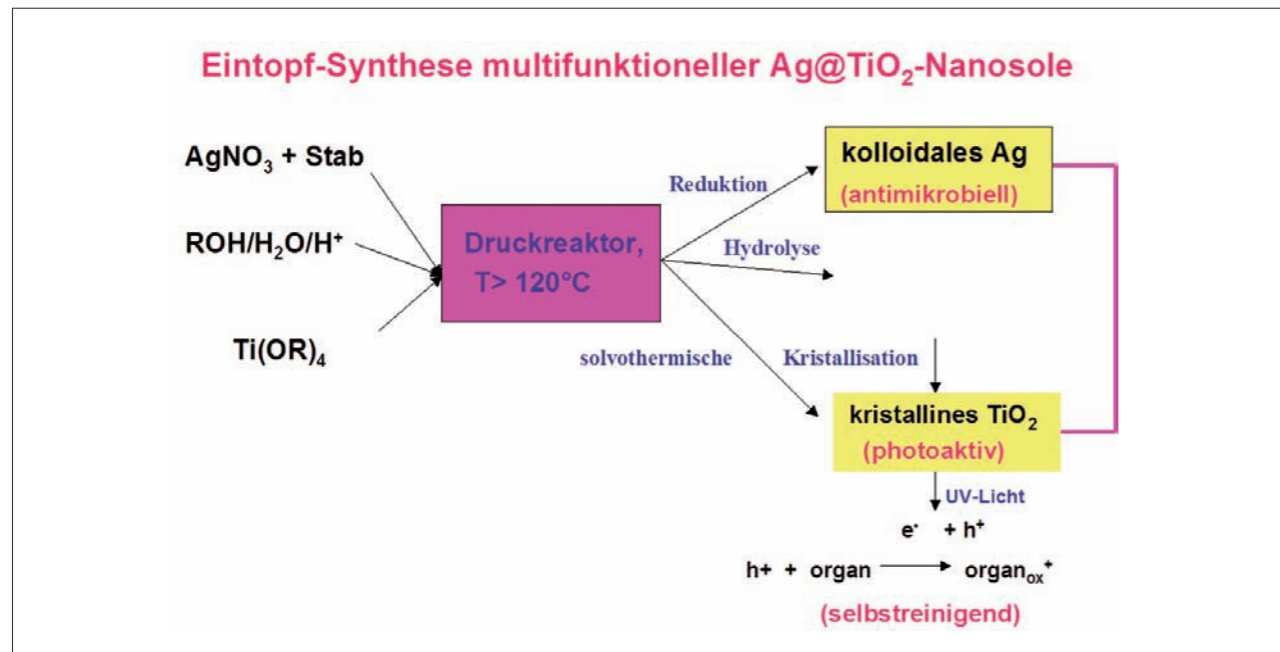 Eintopf-Synthese multifunktioneller Ag@TiO₂-Nanosole
AgNO₃ + Stab
ROH/H₂O/H⁺
Ti(OR)₄
Druckreaktor,
T> 120°C
Reduktion
Hydrolyse
solvothermische Kristallisation
kolloidales Ag
(antimikrobiell)
kristallines TiO₂
(photoaktiv)
UV-Licht
e⁻ + h⁺
h+ + organ → organₒₓ⁺
(selbstreinigend)